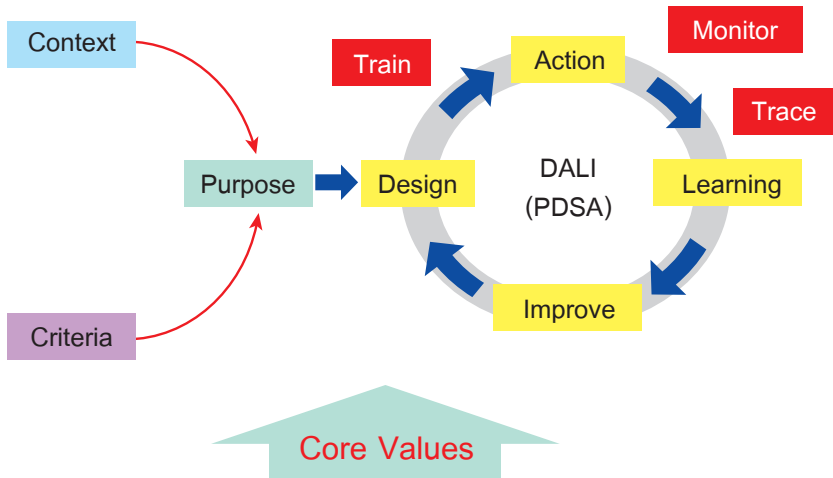 Context
Criteria
Purpose
Train
Action
Monitor
Trace
Design
DALI
(PDSA)
Learning
Improve
Core Values